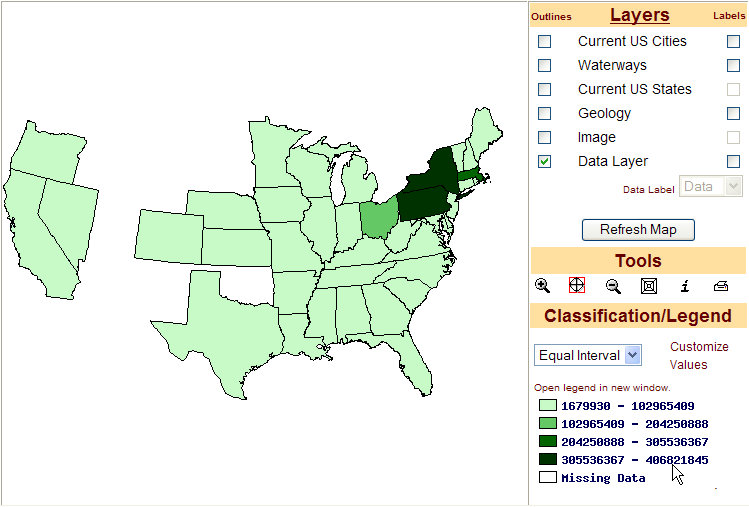 Outlines Layers Labels
Current US Cities
Waterways
Current US States
Geology
Image
Data Layer
Data Label Data
Refresh Map
Tools
i
Classification/Legend
Equal Interval Customize
Values
Open legend in new window.
1679930 - 102965409
102965409 - 204250888
204250888 - 305536367
305536367 - 406821845
Missing Data